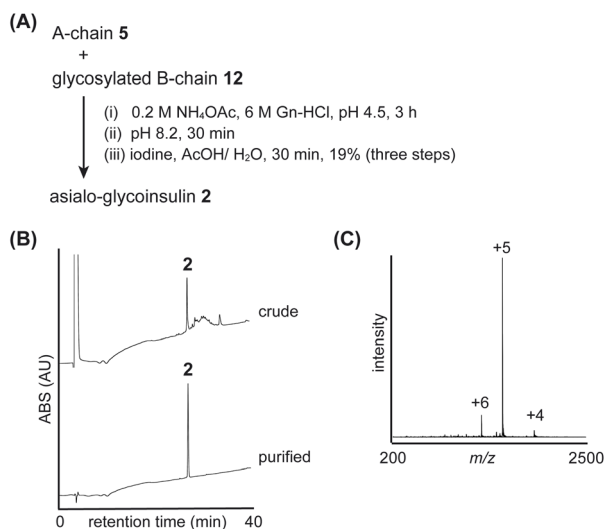 (A)
A-chain 5
+
glycosylated B-chain 12
(i) 0.2 M NH₄OAc, 6 M Gn-HCl, pH 4.5, 3 h
(ii) pH 8.2, 30 min
(iii) iodine, AcOH/ H₂O, 30 min, 19% (three steps)
asialo-glycoinsulin 2
(B)
2
crude
2
purified
ABS (AU)
0 retention time (min) 40
(C)
+5
+6
+4
intensity
200 m/z 2500